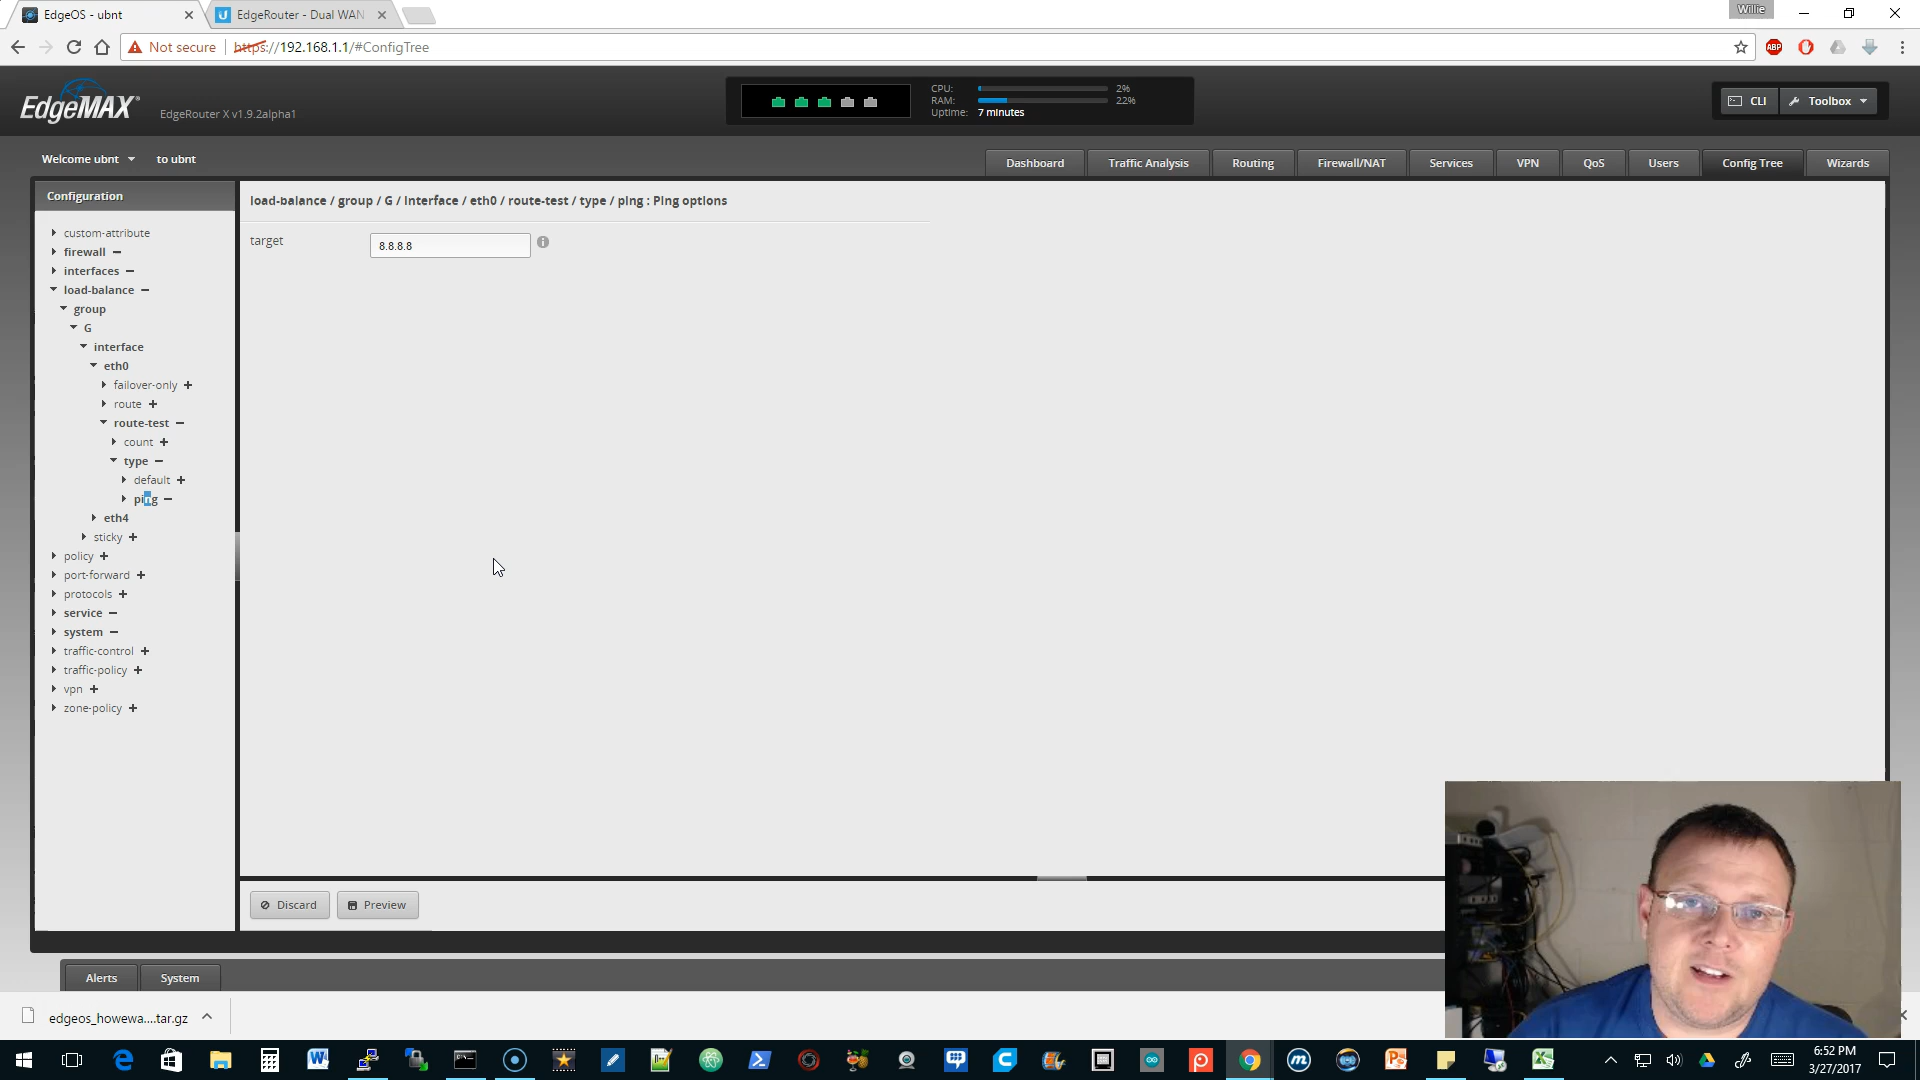 EdgeOS - ubnt
EdgeRouter - Dual WAN
Willie
Not secure
https://192.168.1.1/#ConfigTree
ABP
EdgeMAX
EdgeRouter X v1.9.2alpha1
CPU: 2%
RAM: 22%
Uptime: 7 minutes
CLI
Toolbox
Welcome ubnt
to ubnt
Dashboard
Traffic Analysis
Routing
Firewall/NAT
Services
VPN
QoS
Users
Config Tree
Wizards
Configuration
load-balance / group / G / interface / eth0 / route-test / type / ping : Ping options
target
8.8.8.8
custom-attribute
firewall
interfaces
load-balance
group
G
interface
eth0
failover-only
route
route-test
count
type
default
ping
eth4
sticky
policy
port-forward
protocols
service
system
traffic-control
traffic-policy
vpn
zone-policy
Discard
Preview
Alerts
System
edgeos_howewa....tar.gz
6:52 PM
3/27/2017